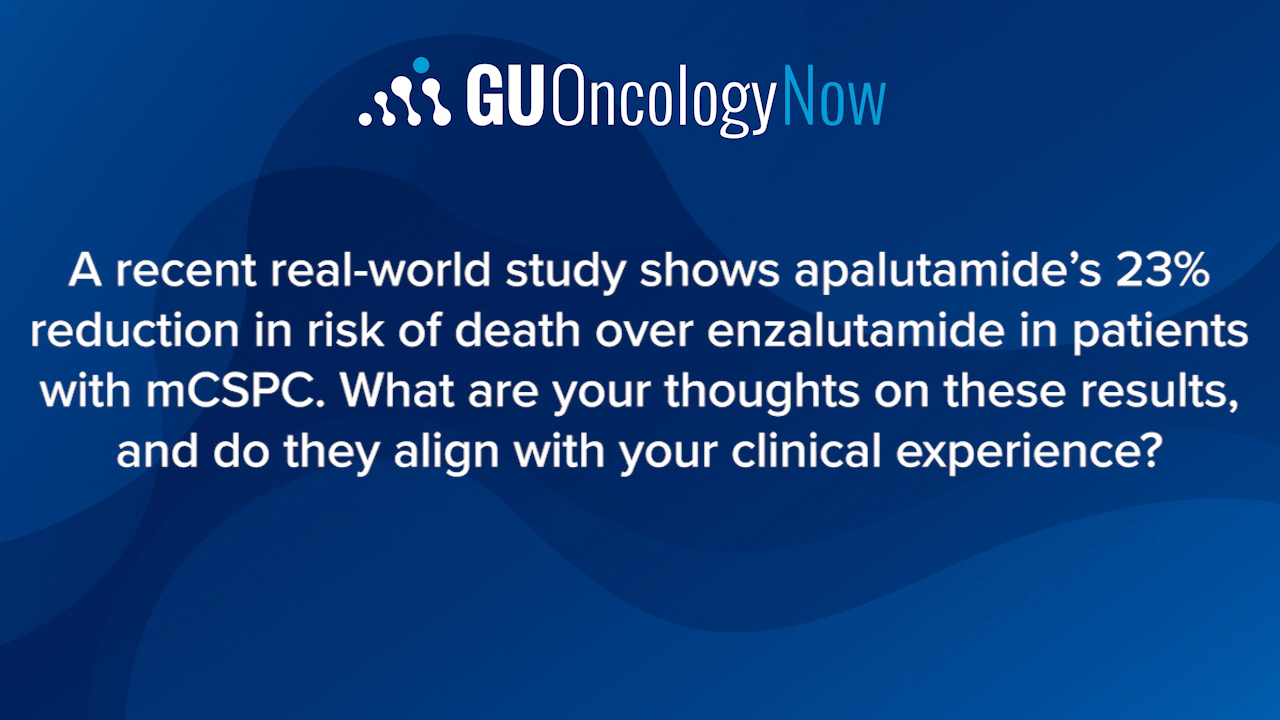 GUOncologyNow
A recent real-world study shows apalutamide’s 23%
reduction in risk of death over enzalutamide in patients
with mCSPC. What are your thoughts on these results,
and do they align with your clinical experience?